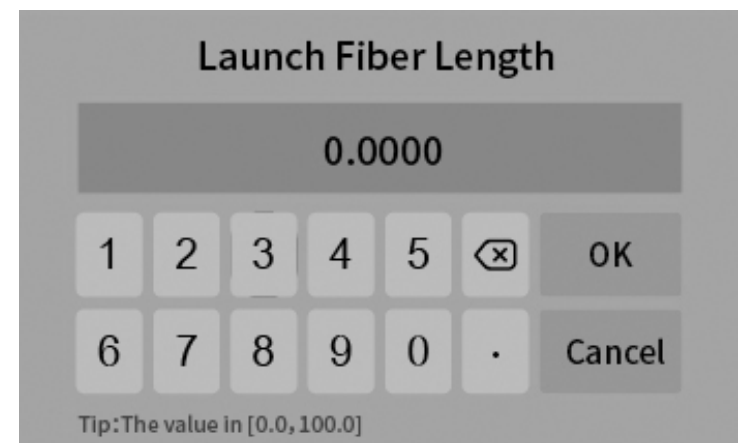 Launch Fiber Length
0.0000
1 2 3 4 5 OK
6 7 8 9 0 . Cancel
Tip:The value in [0.0,100.0]